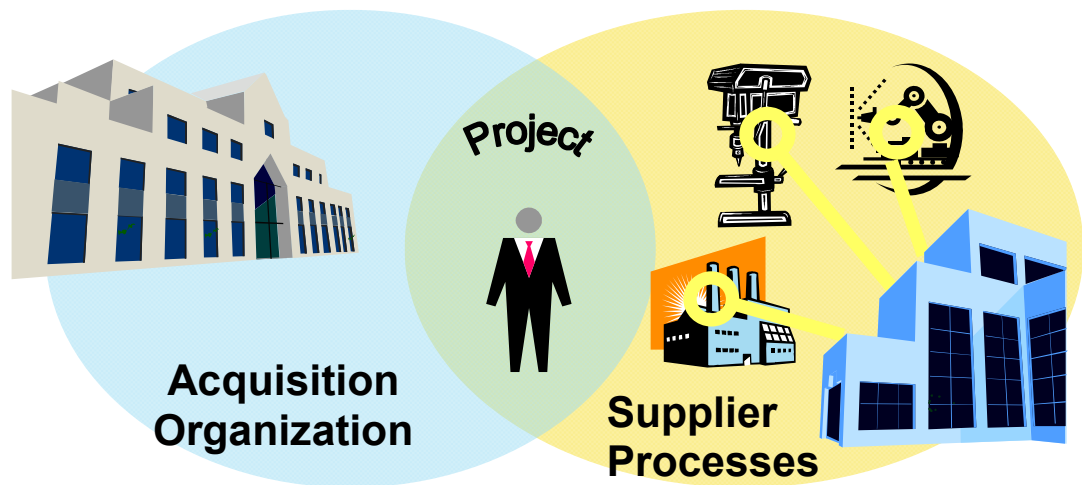 Project
Acquisition
Organization
Supplier
Processes